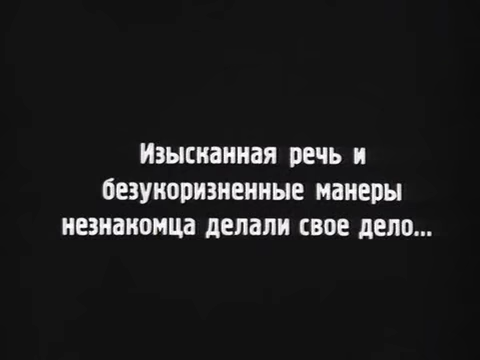 Изысканная речь и
безукоризненные манеры
незнакомца делали свое дело...